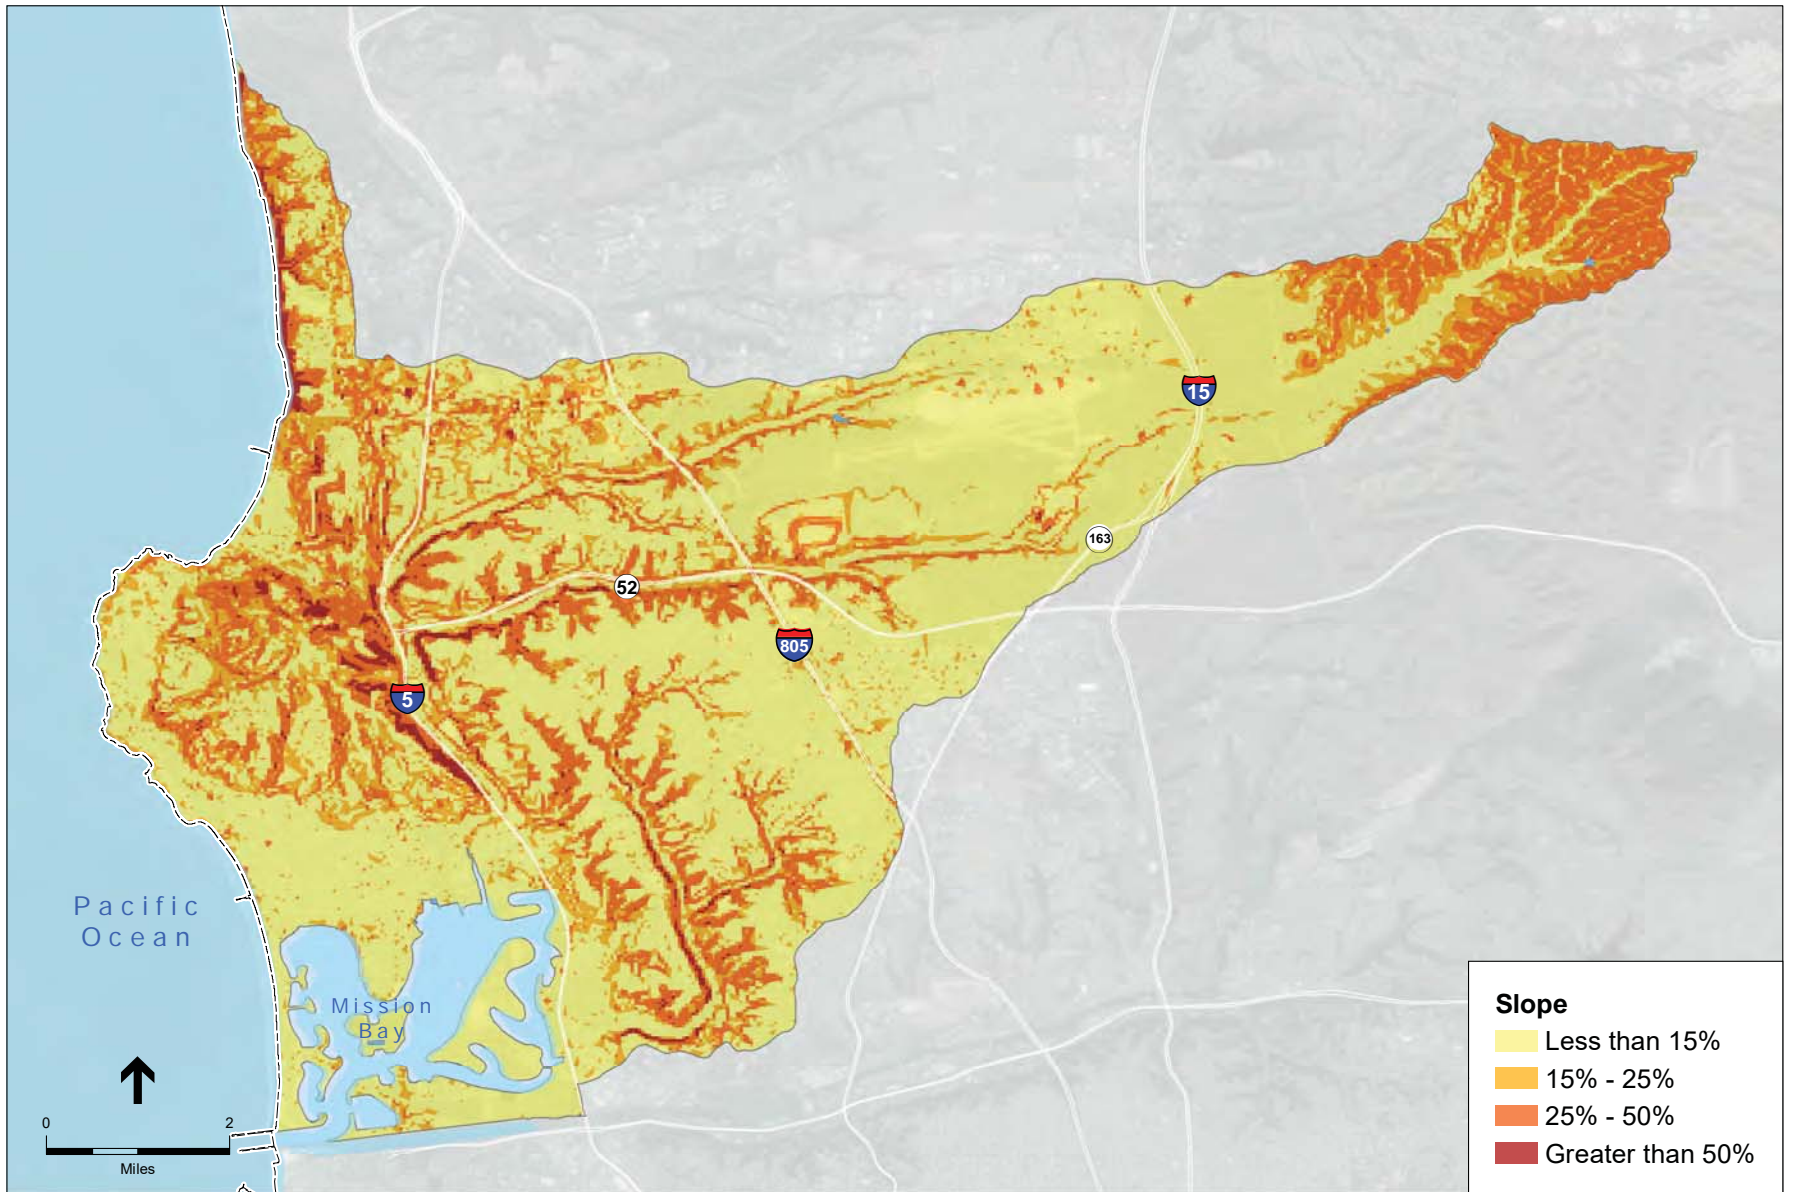 15
163
52
805
5
Pacific
Ocean
Mission
Bay
0 2
Miles
Slope
Less than 15%
15% - 25%
25% - 50%
Greater than 50%